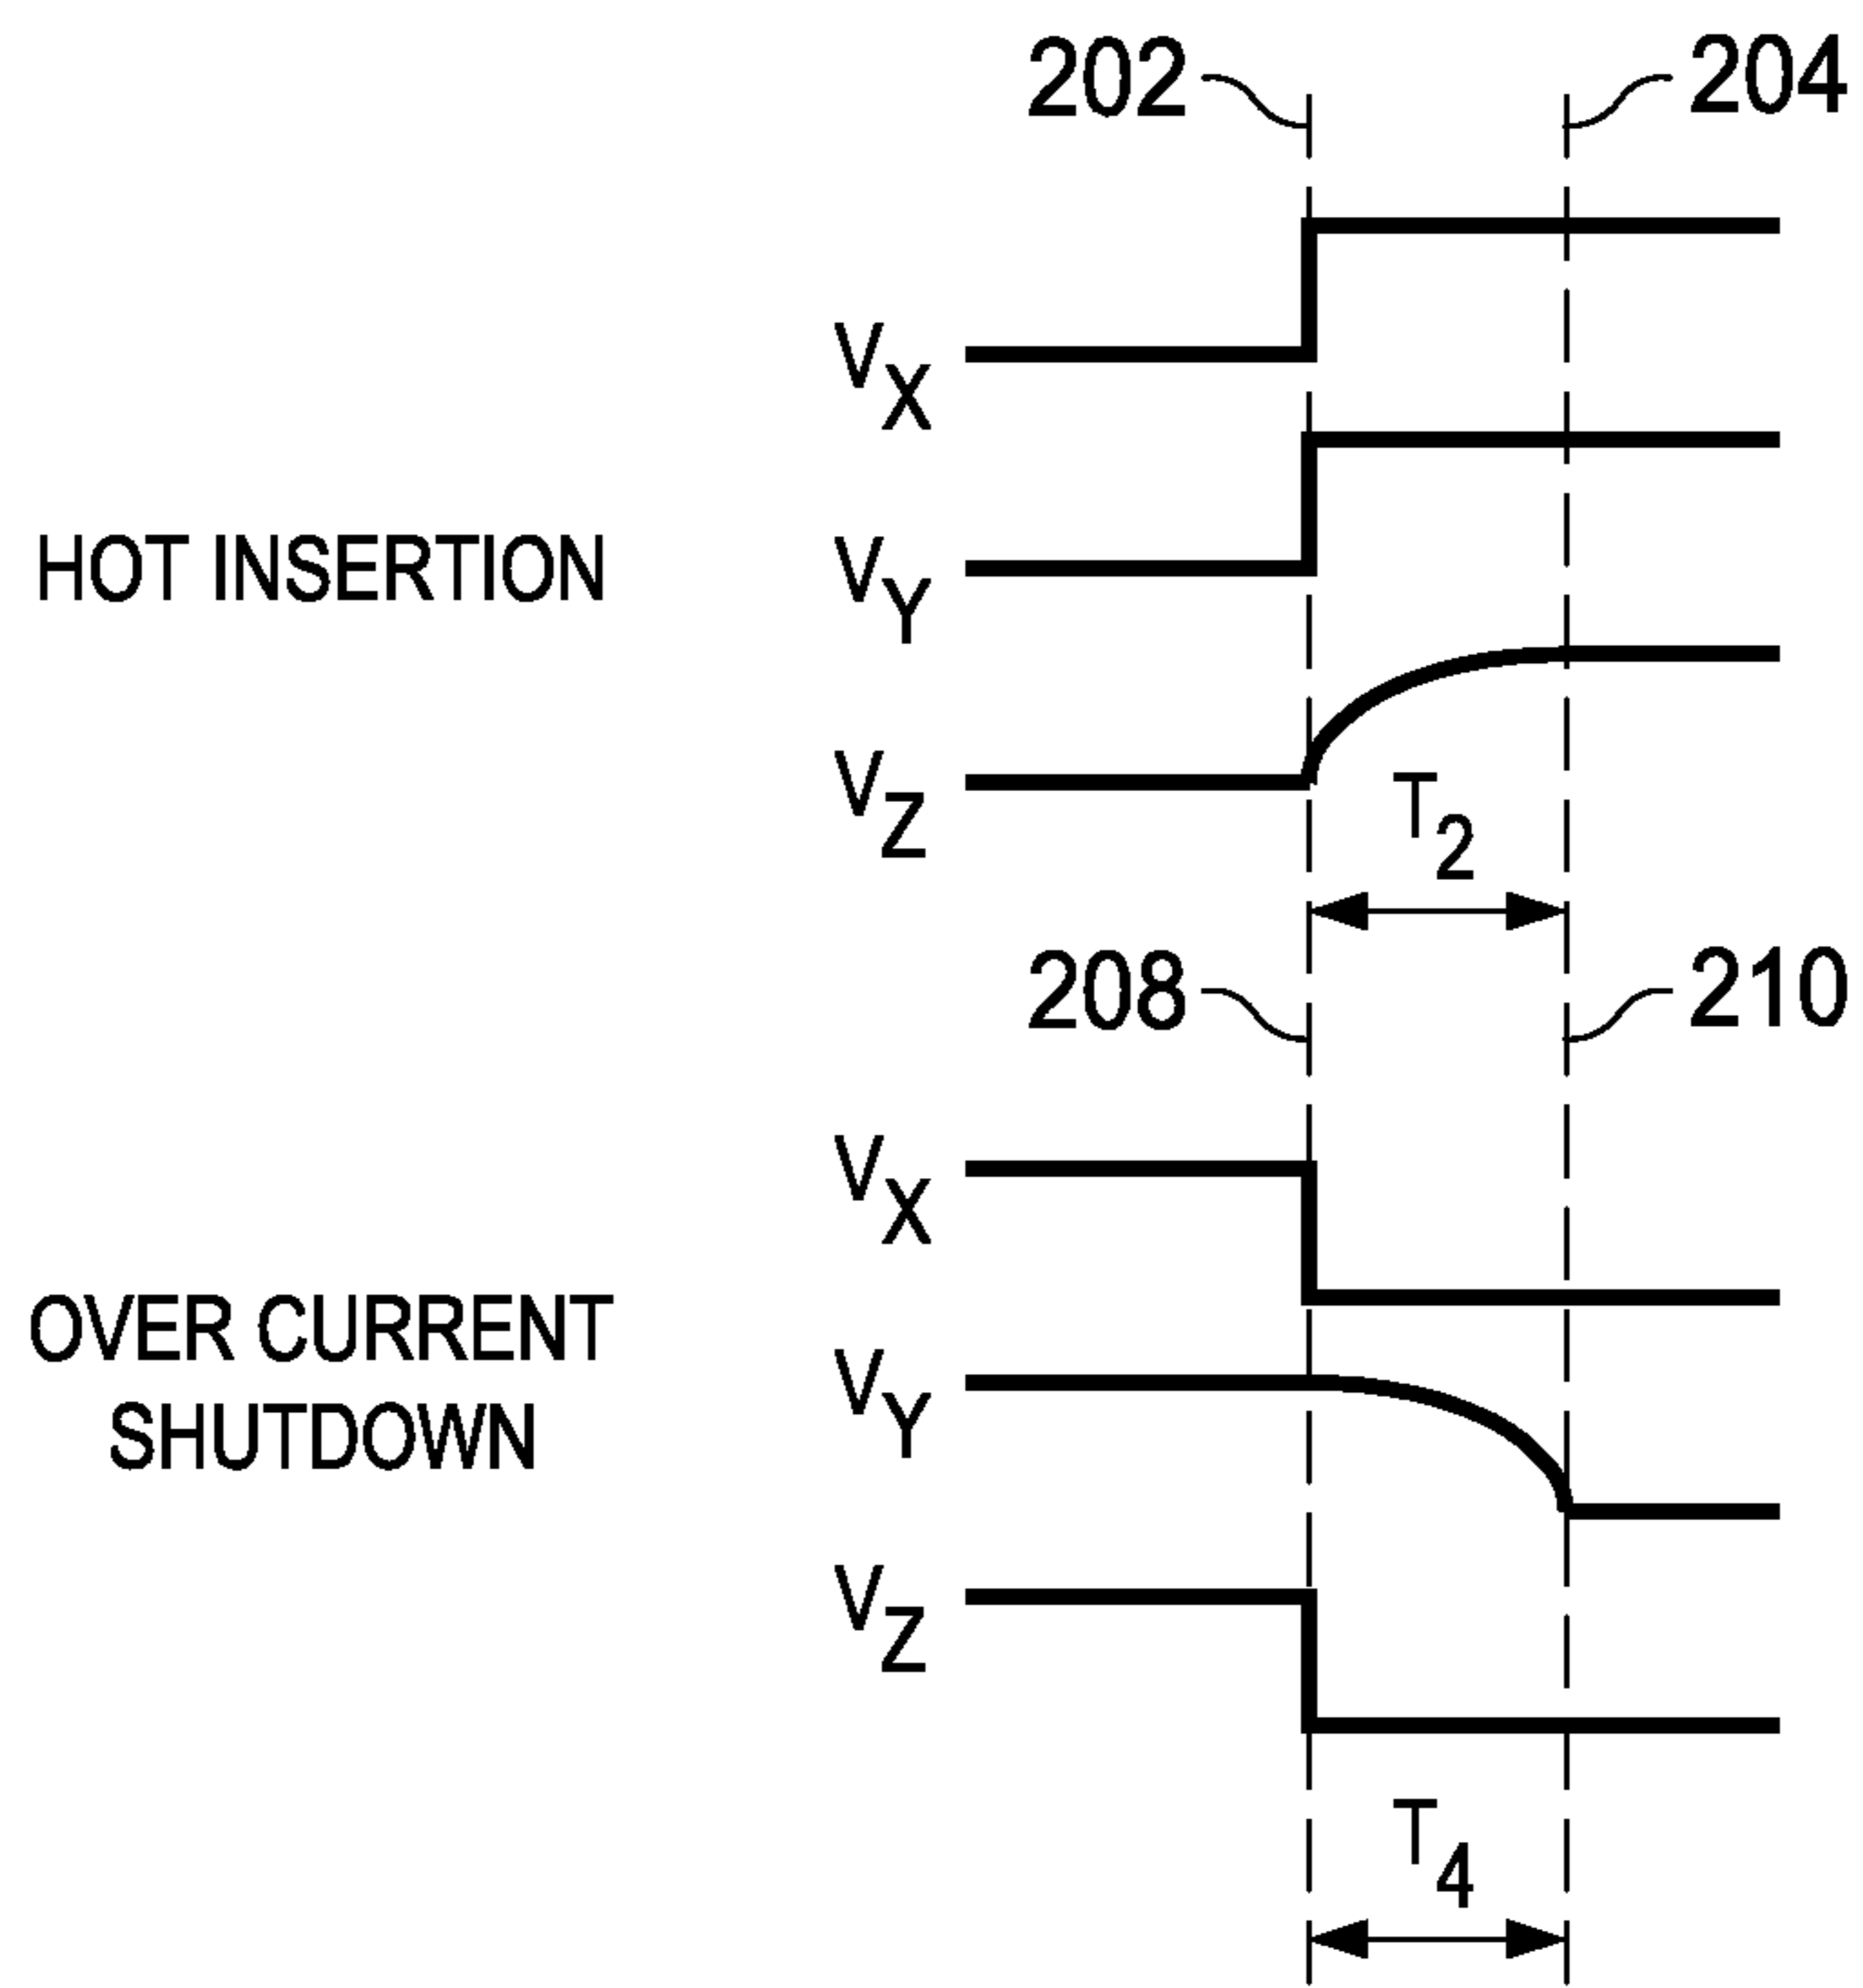 202
204
V_X
HOT INSERTION
V_Y
V_Z
T_2
208
210
V_X
OVER CURRENT
SHUTDOWN
V_Y
V_Z
T_4